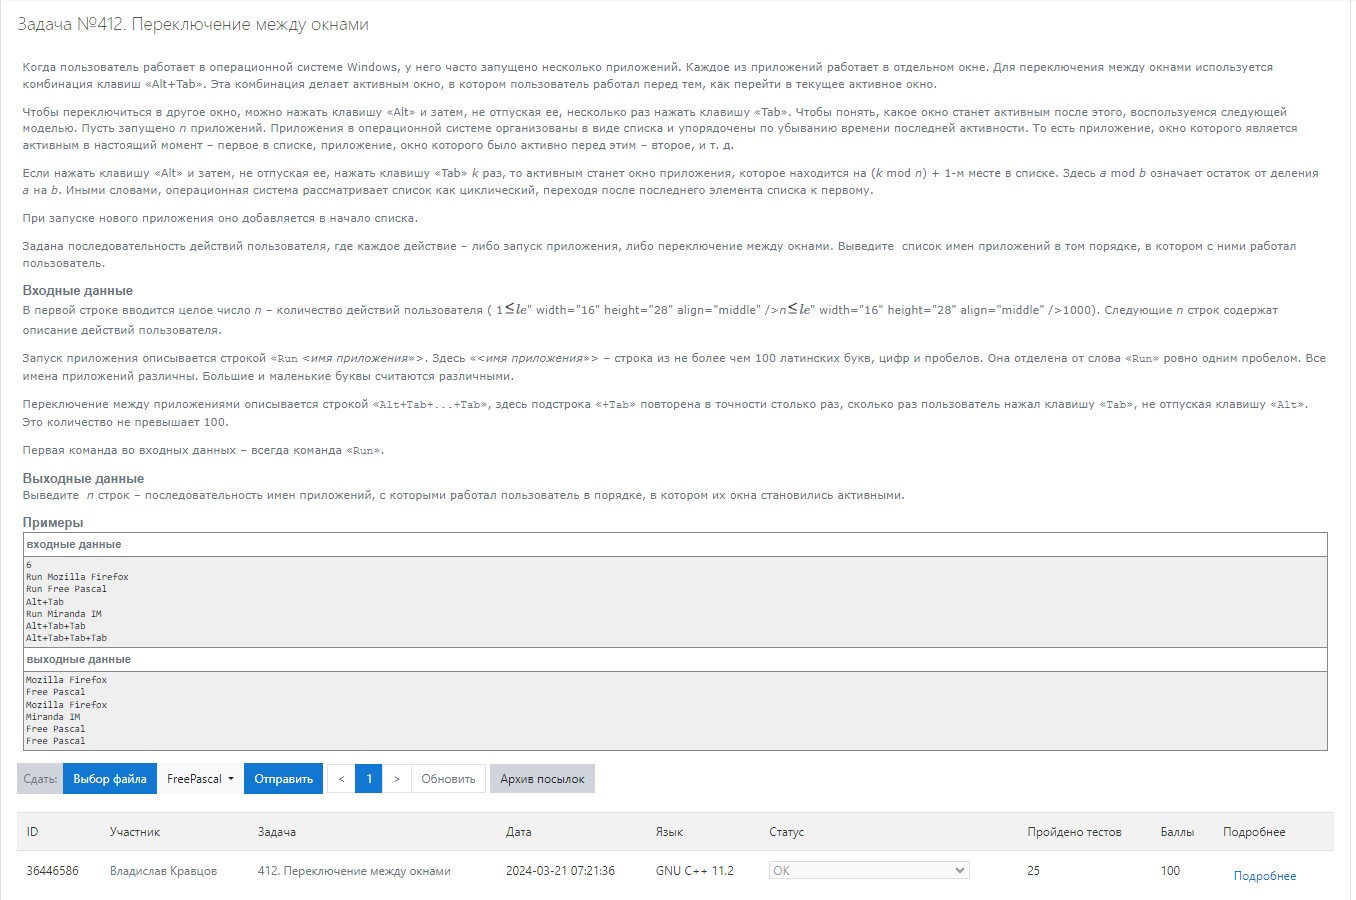 Задача №412. Переключение между окнами
Когда пользователь работает в операционной системе Windows, у него часто запущено несколько приложений. Каждое из приложений работает в отдельном окне. Для переключения между окнами используется
комбинация клавиш «Alt+Tab». Эта комбинация делает активным окно, в котором пользователь работал перед тем, как перейти в текущее активное окно.
Чтобы переключиться в другое окно, можно нажать клавишу «Alt» и затем, не отпуская ее, несколько раз нажать клавишу «Tab». Чтобы понять, какое окно станет активным после этого, воспользуемся следующей
моделью. Пусть запущено n приложений. Приложения в операционной системе организованы в виде списка и упорядочены по убыванию времени последней активности. То есть приложение, окно которого является
активным в настоящий момент – первое в списке, приложение, окно которого было активно перед этим – второе, и т. д.
Если нажать клавишу «Alt» и затем, не отпуская ее, нажать клавишу «Tab» k раз, то активным станет окно приложения, которое находится на (k mod n) + 1-м месте в списке. Здесь a mod b означает остаток от деления
a на b. Иными словами, операционная система рассматривает список как циклический, переходя после последнего элемента списка к первому.
При запуске нового приложения оно добавляется в начало списка.
Задана последовательность действий пользователя, где каждое действие – либо запуск приложения, либо переключение между окнами. Выведите  список имен приложений в том порядке, в котором с ними работал
пользователь.
Входные данные
В первой строке вводится целое число n – количество действий пользователя ( 1≤le" width="16" height="28" align="middle" />n≤le" width="16" height="28" align="middle" />1000). Следующие n строк содержат
описание действий пользователя.
Запуск приложения описывается строкой «Run <имя приложения»>. Здесь «<имя приложения»> – строка из не более чем 100 латинских букв, цифр и пробелов. Она отделена от слова «Run» ровно одним пробелом. Все
имена приложений различны. Большие и маленькие буквы считаются различными.
Переключение между приложениями описывается строкой «Alt+Tab+...+Tab», здесь подстрока «+Tab» повторена в точности столько раз, сколько раз пользователь нажал клавишу «Tab», не отпуская клавишу «Alt».
Это количество не превышает 100.
Первая команда во входных данных – всегда команда «Run».
Выходные данные
Выведите  n строк – последовательность имен приложений, с которыми работал пользователь в порядке, в котором их окна становились активными.
Примеры
входные данные
6
Run Mozilla Firefox
Run Free Pascal
Alt+Tab
Run Miranda IM
Alt+Tab+Tab
Alt+Tab+Tab+Tab
выходные данные
Mozilla Firefox
Free Pascal
Mozilla Firefox
Miranda IM
Free Pascal
Free Pascal
Сдать: Выбор файла FreePascal Отправить < 1 > Обновить Архив посылок
ID Участник Задача Дата Язык Статус Пройдено тестов Баллы Подробнее
36446586 Владислав Кравцов 412. Переключение между окнами 2024-03-21 07:21:36 GNU C++ 11.2 OK 25 100 Подробнее